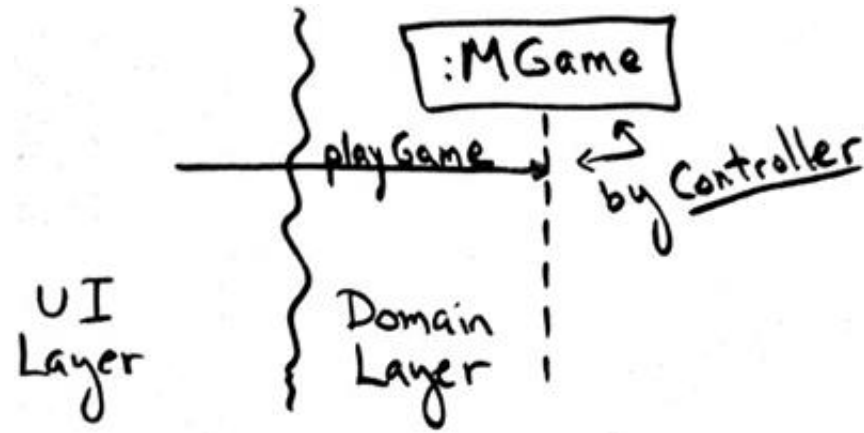 :MGame
playGame
by Controller
UI
Layer
Domain
Layer